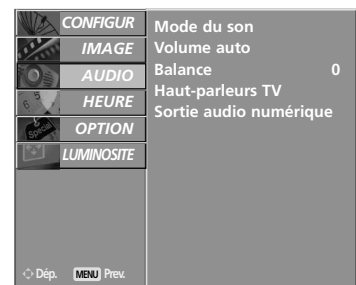 CONFIGUR
IMAGE
AUDIO
HEURE
OPTION
LUMINOSITE
Mode du son
Volume auto
Balance 0
Haut-parleurs TV
Sortie audio numérique
Dép. MENU Prev.